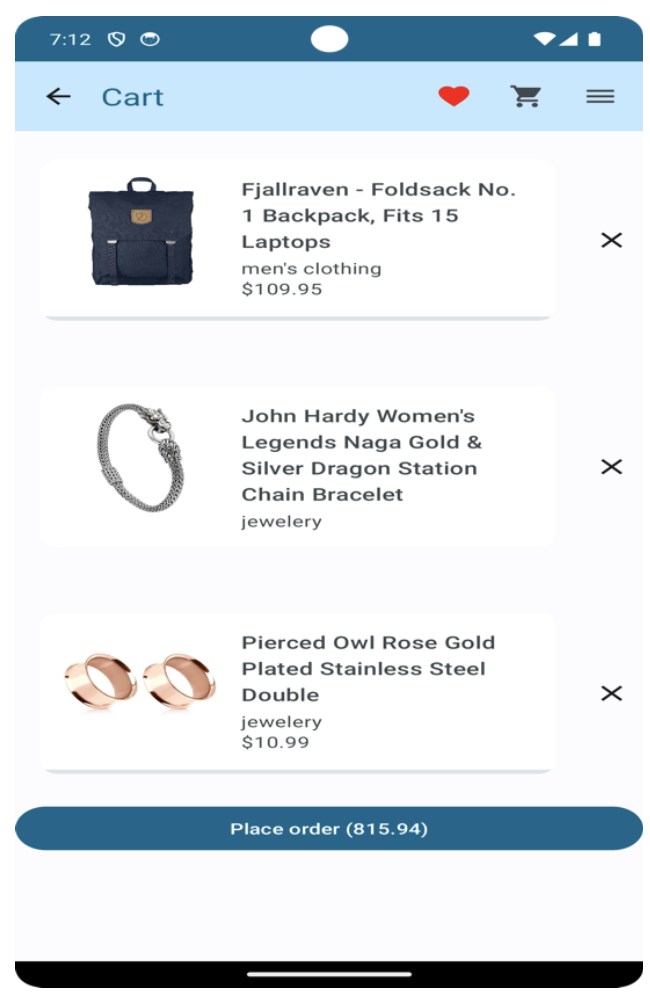 7:12
Cart
Fjallraven - Foldsack No.
1 Backpack, Fits 15
Laptops
men's clothing
$109.95
John Hardy Women's
Legends Naga Gold &
Silver Dragon Station
Chain Bracelet
jewelery
Pierced Owl Rose Gold
Plated Stainless Steel
Double
jewelery
$10.99
Place order (815.94)